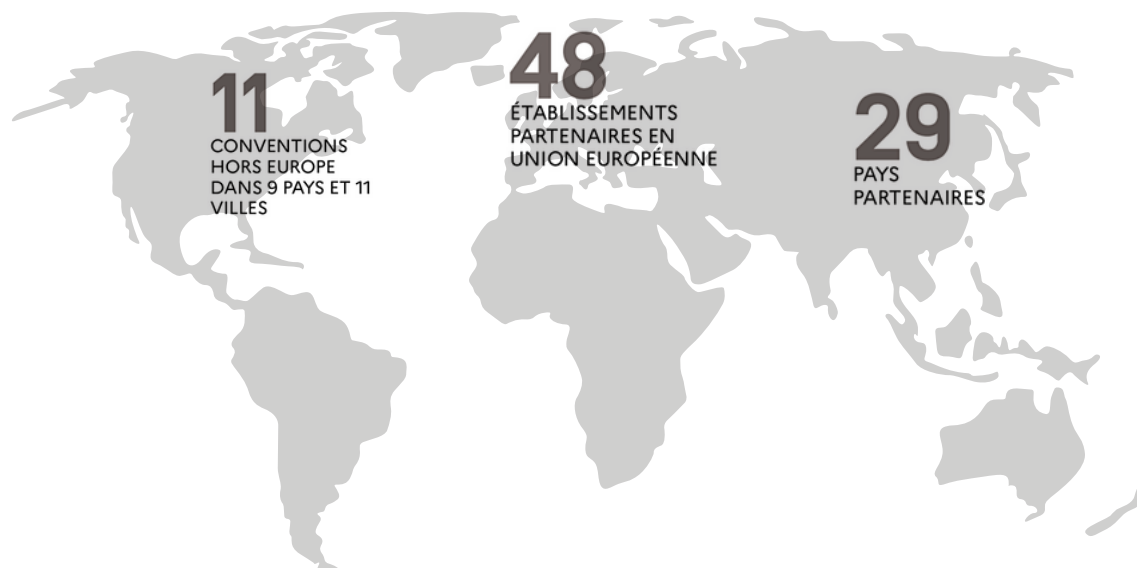 11
CONVENTIONS
HORS EUROPE
DANS 9 PAYS ET 11
VILLES
48
ÉTABLISSEMENTS
PARTENAIRES EN
UNION EUROPÉENNE
29
PAYS
PARTENAIRES